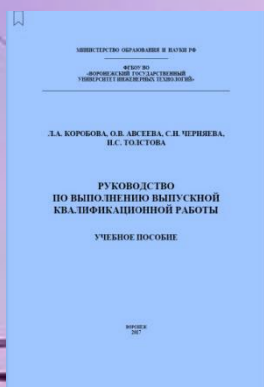 МИНИСТЕРСТВО ОБРАЗОВАНИЯ И НАУКИ РФ
ФГБОУ ВО
«ВОРОНЕЖСКИЙ ГОСУДАРСТВЕННЫЙ
УНИВЕРСИТЕТ ИНЖЕНЕРНЫХ ТЕХНОЛОГИЙ»
Л.А. КОРОБОВА, О.В. АВСЕЕВА, С.Н. ЧЕРНЯЕВА,
И.С. ТОЛСТОВА
РУКОВОДСТВО
ПО ВЫПОЛНЕНИЮ ВЫПУСКНОЙ
КВАЛИФИКАЦИОННОЙ РАБОТЫ
УЧЕБНОЕ ПОСОБИЕ
ВОРОНЕЖ
2017